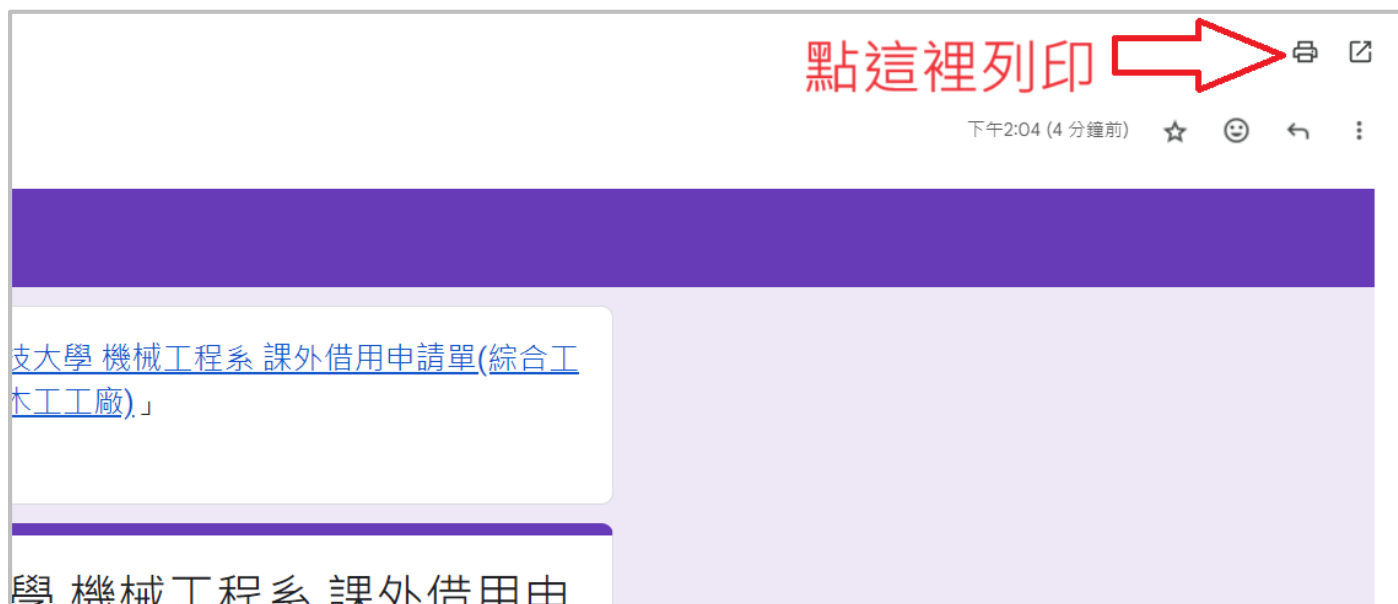 點這裡列印
下午2:04 (4 分鐘前)
技大學 機械工程系 課外借用申請單(綜合工
木工工廠)」
學 機械工程系 課外借用申